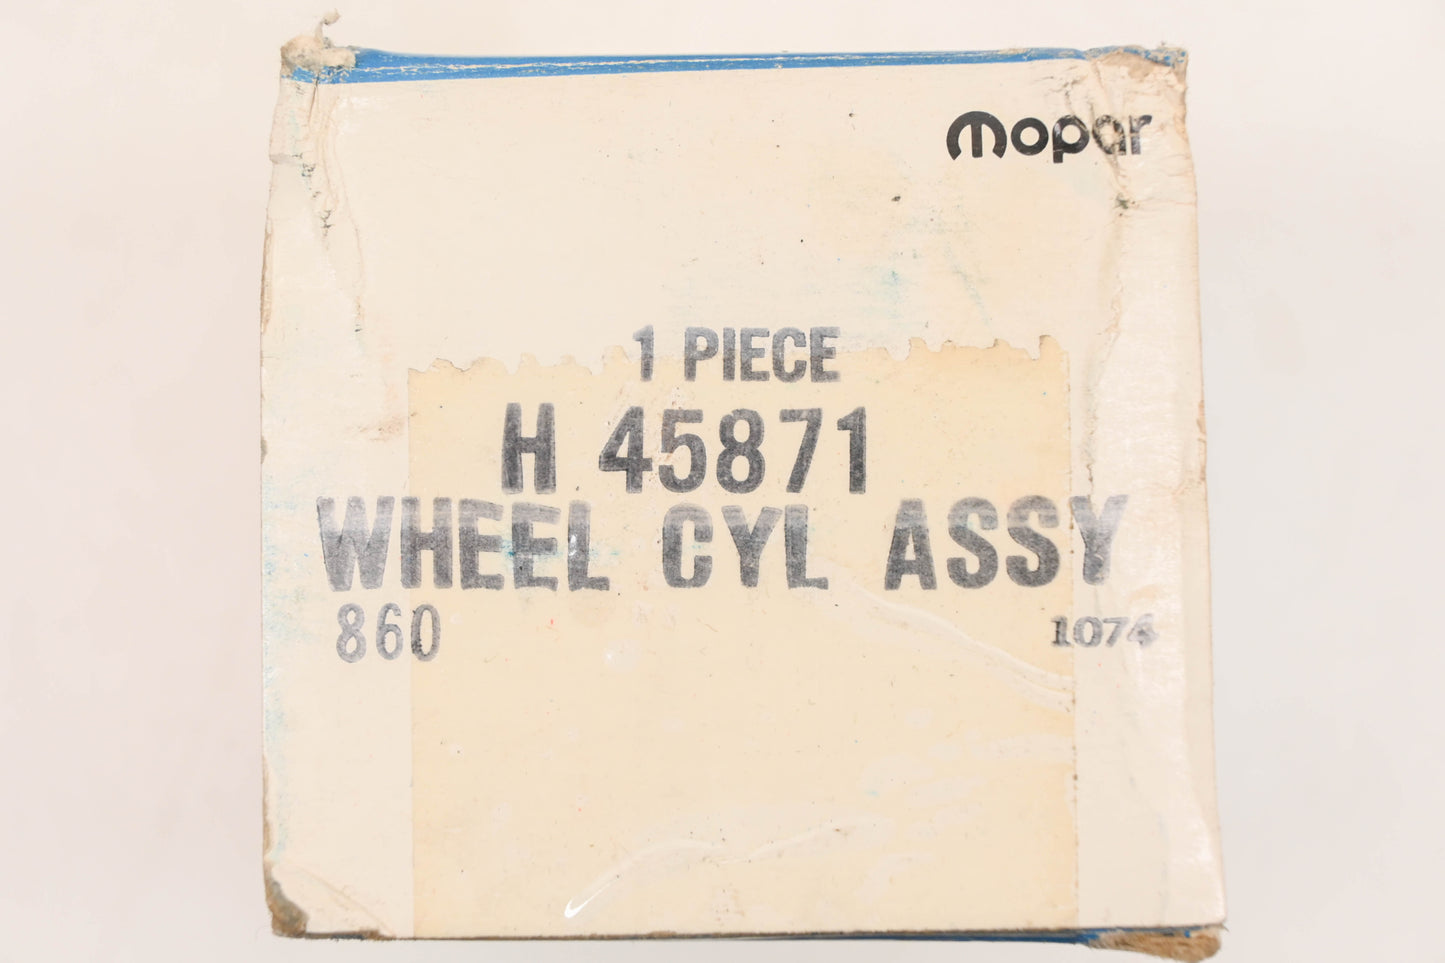 mopar
1 PIECE
H 45871
WHEEL CYL ASSY
860 1074